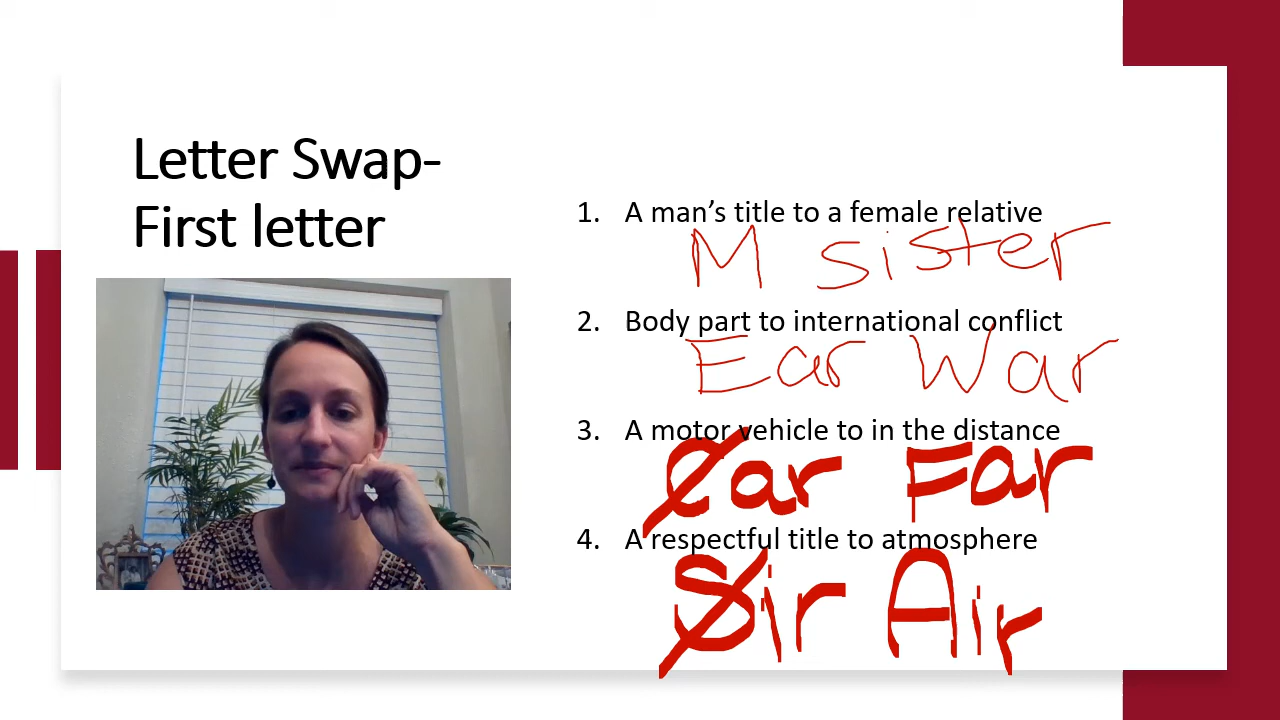 Letter Swap-
First letter
1. A man's title to a female relative
M sister
2. Body part to international conflict
Ear War
3. A motor vehicle to in the distance
Car Far
4. A respectful title to atmosphere
Sir Air